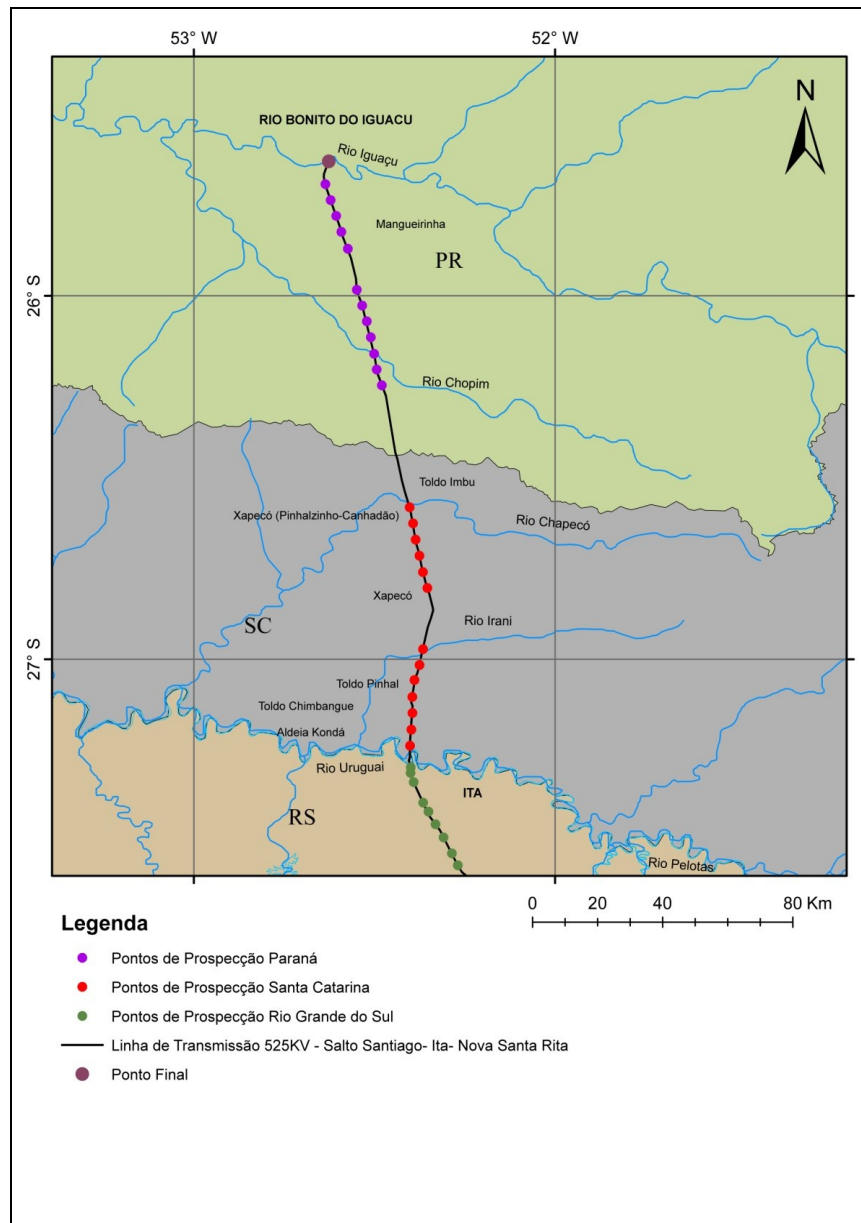 53° W
52° W
N
RIO BONITO DO IGUACU
Rio Iguaçu
Mangueirinha
PR
26° S
Rio Chopim
Toldo Imbu
Xapecó (Pinhalzinho-Canhadão)
Rio Chapecó
Xapecó
SC
Rio Irani
27° S
Toldo Pinhal
Toldo Chimbangue
Aldeia Kondá
Rio Uruguai
ITA
RS
Rio Pelotas
0 20 40 60 80 Km
Legenda
Pontos de Prospecção Paraná
Pontos de Prospecção Santa Catarina
Pontos de Prospecção Rio Grande do Sul
Linha de Transmissão 525KV - Salto Santiago- Ita- Nova Santa Rita
Ponto Final